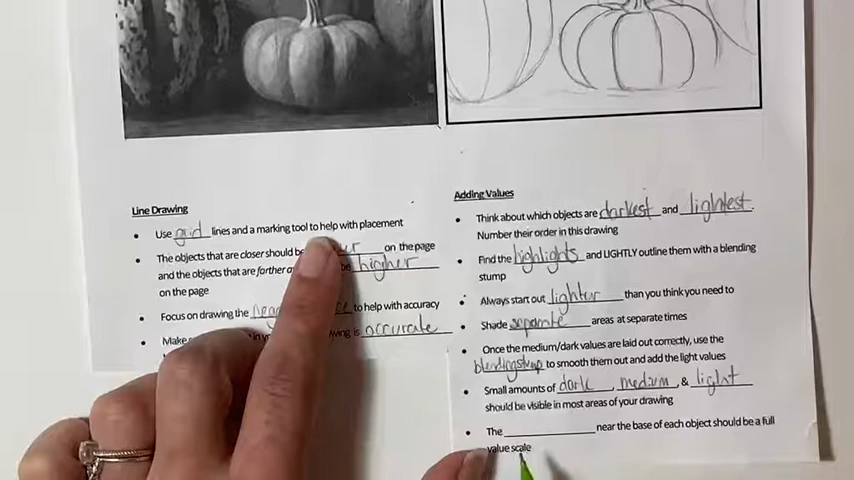 Line Drawing
Use grid lines and a marking tool to help with placement
The objects that are closer should be on the page
and the objects that are farther be higher
on the page
Focus on drawing the to help with accuracy
is accurate
Adding Values
Think about which objects are darkest and lightest.
Number their order in this drawing
Find the highlights and LIGHTLY outline them with a blending
stump
Always start out lighter than you think you need to
Shade separate areas at separate times
Once the medium/dark values are laid out correctly, use the
blending stump to smooth them out and add the light values
Small amounts of dark, medium, & light
should be visible in most areas of your drawing
The ____________ near the base of each object should be a full
value scale